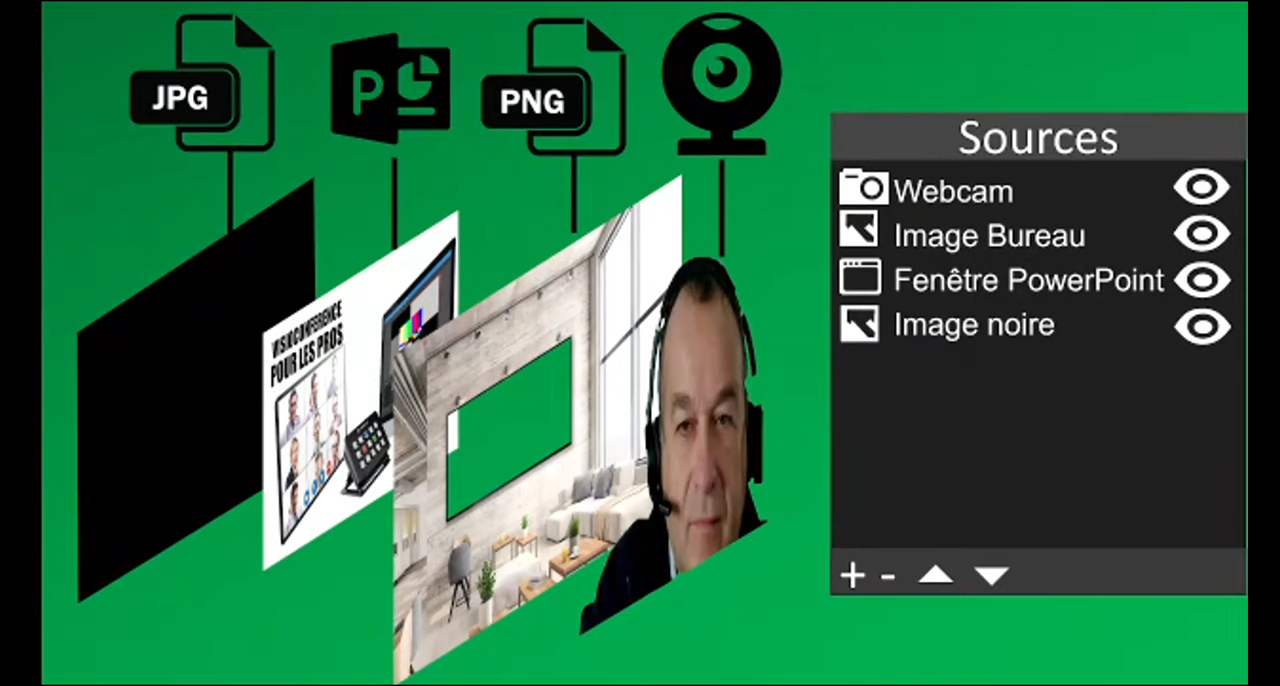 JPG
P
PNG
Sources
Webcam
Image Bureau
Fenêtre PowerPoint
Image noire
+ -
VISIOCONFERENCE
POUR LES PROS